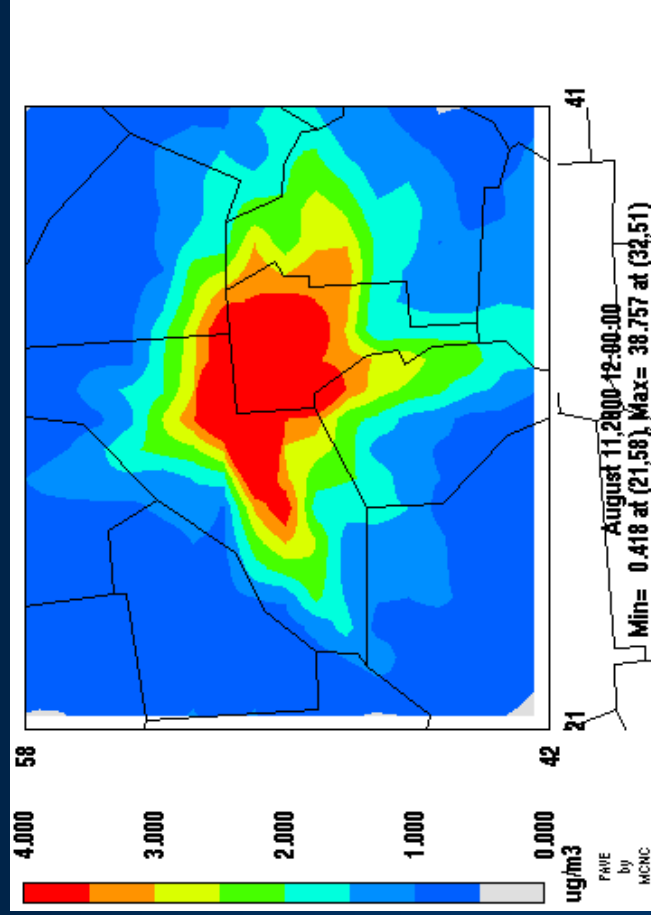 4.000
3.000
2.000
1.000
0.000
ug/m3
PAVE
by
MCNC
58
42
21
41
August 11,2000 12:00:00
Min= 0.418 at (21,58), Max= 38.757 at (32,51)